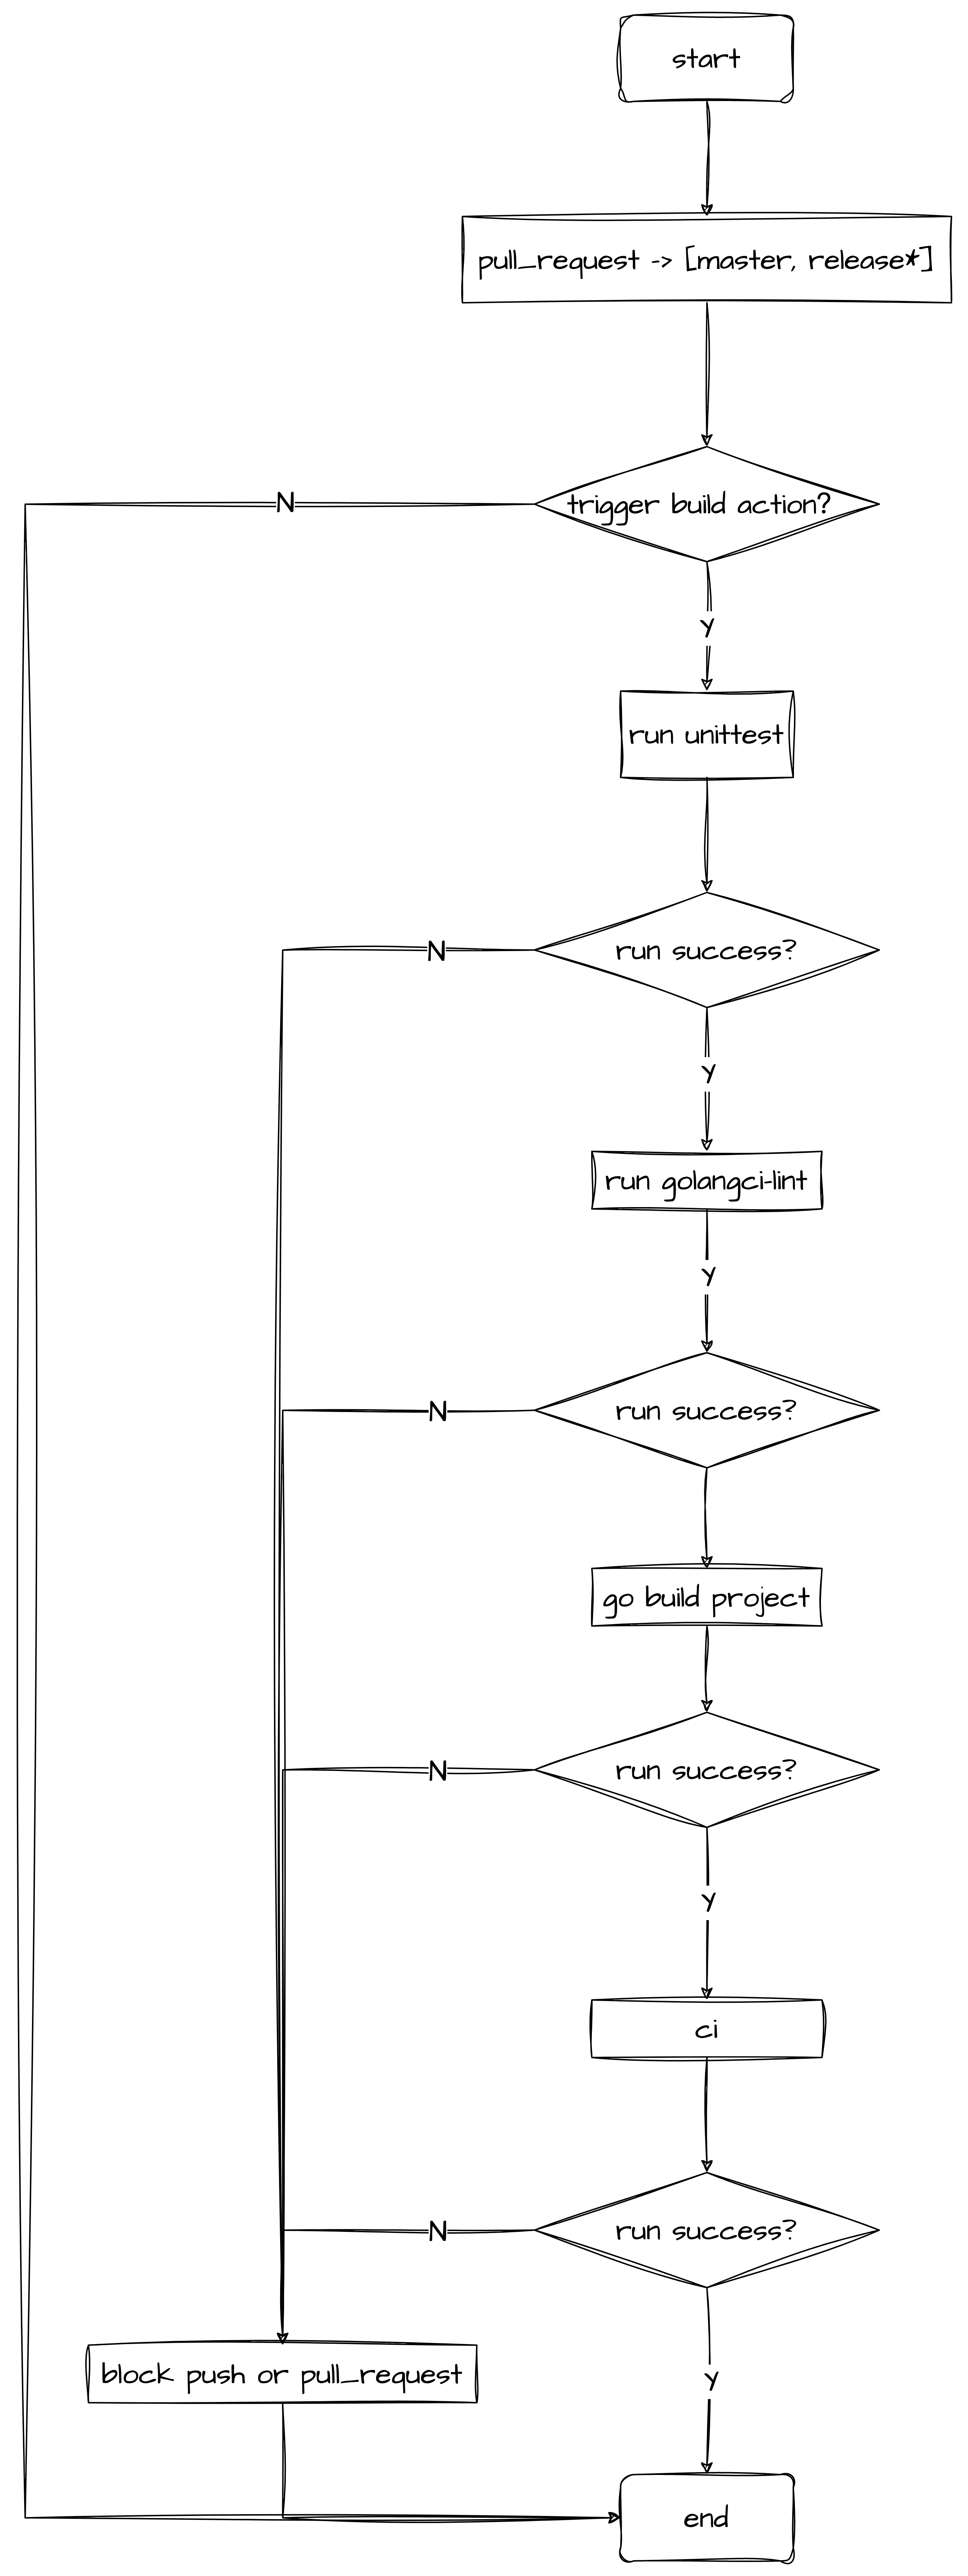 start
pull_request -> [master, release*]
trigger build action?
N
Y
run unittest
run success?
N
Y
run golangci-lint
Y
run success?
N
go build project
run success?
N
Y
ci
run success?
N
block push or pull_request
Y
end